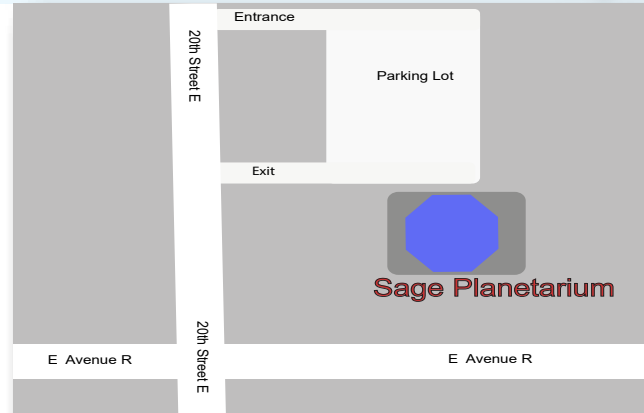 Entrance
20th Street E
Parking Lot
Exit
Sage Planetarium
20th Street E
E Avenue R
E Avenue R